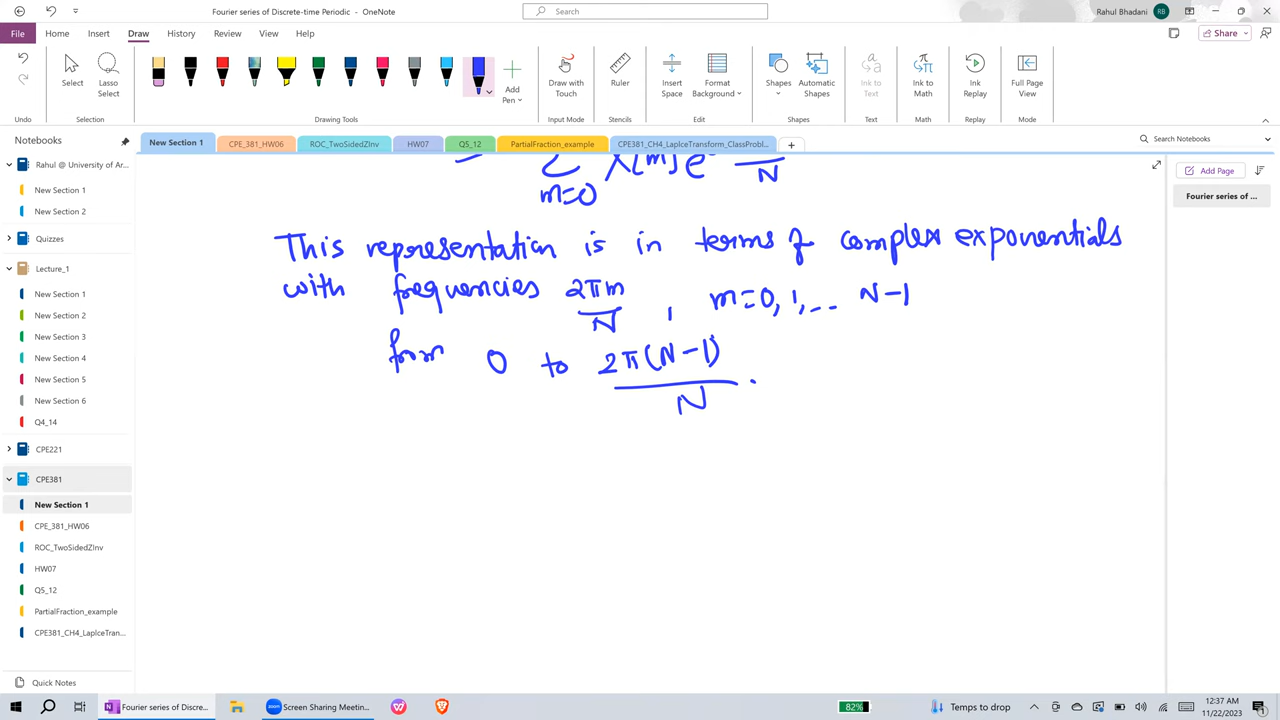 Fourier series of Discrete-time Periodic - OneNote
Search
Rahul Bhadani
RB
File Home Insert Draw History Review View Help
Share
Undo
Select
Lasso Select
Selection
Add Pen
Drawing Tools
Draw with Touch
Input Mode
Ruler
Stencils
Insert Space
Format Background
Edit
Shapes
Automatic Shapes
Shapes
Ink to Text
Text
Ink to Math
Math
Ink Replay
Replay
Full Page View
View
Notebooks
New Section 1 CPE_381_HW06 ROC_TwoSidedZInv HW07 Q5_12 PartialFraction_example CPE381_CH4_LaplceTransform_ClassProbl...
Search Notebooks
Add Page
Fourier series of ...
Rahul @ University of Ar...
New Section 1
New Section 2
Quizzes
Lecture_1
New Section 1
New Section 2
New Section 3
New Section 4
New Section 5
New Section 6
Q4_14
CPE221
CPE381
New Section 1
CPE_381_HW06
ROC_TwoSidedZInv
HW07
Q5_12
PartialFraction_example
CPE381_CH4_LaplceTran...
Quick Notes
= Σ X[m] e
N
m=0
This representation is in terms of complex exponentials
with frequencies 2πm/N , m=0, 1, ... N-1
from 0 to 2π(N-1)/N .
Fourier series of Discre...
Screen Sharing Meetin...
82%
Temps to drop
12:37 AM
11/22/2023